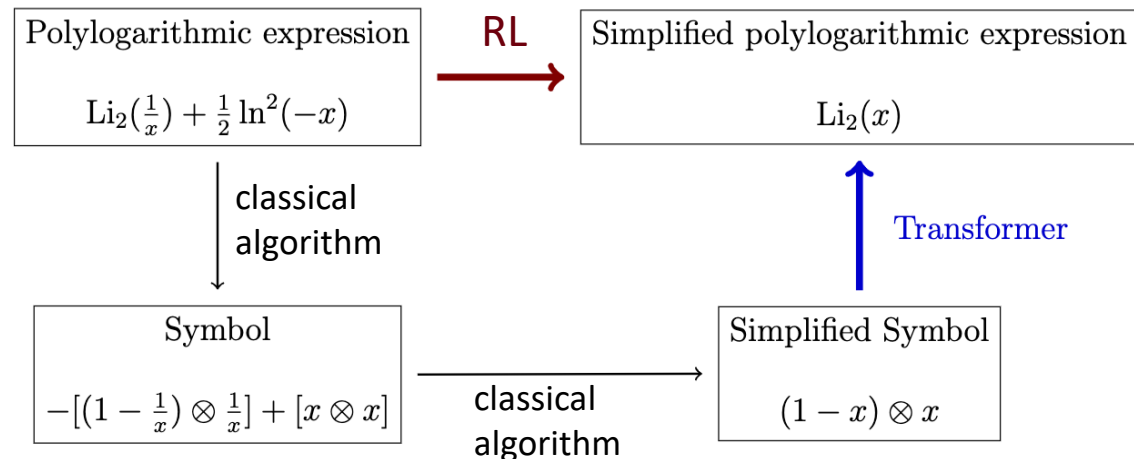 Polylogarithmic expression
Li₂(1/x) + 1/2 ln²(−x)
RL
Simplified polylogarithmic expression
Li₂(x)
classical
algorithm
Transformer
Symbol
−[(1 − 1/x) ⊗ 1/x] + [x ⊗ x]
classical
algorithm
Simplified Symbol
(1 − x) ⊗ x